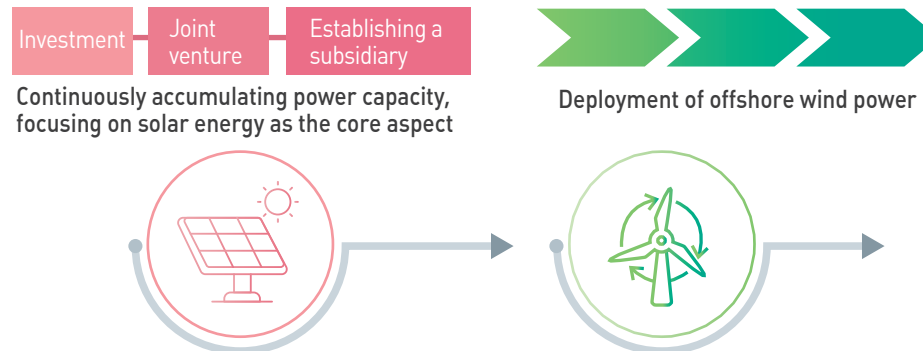 Investment
Joint
venture
Establishing a
subsidiary
Continuously accumulating power capacity,
focusing on solar energy as the core aspect
Deployment of offshore wind power